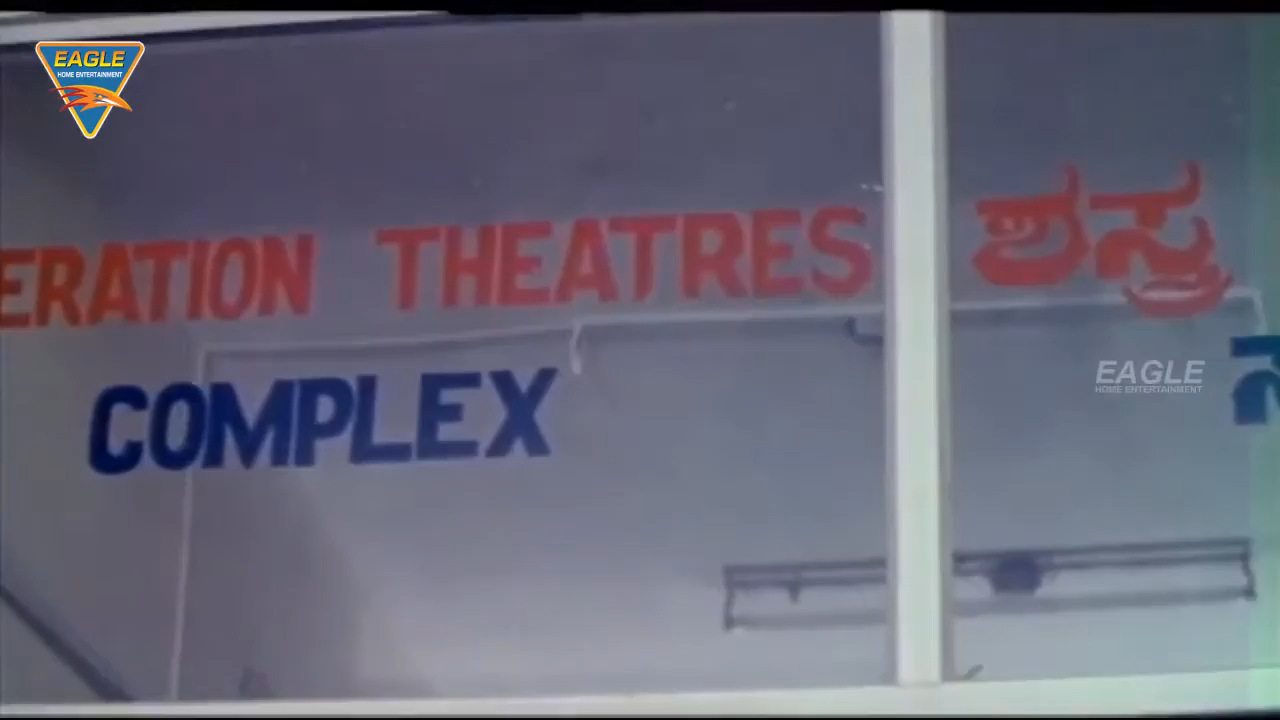 EAGLE
HOME ENTERTAINMENT
ERATION THEATRES ಶಸ್ತ್ರ
COMPLEX
EAGLE
HOME ENTERTAINMENT